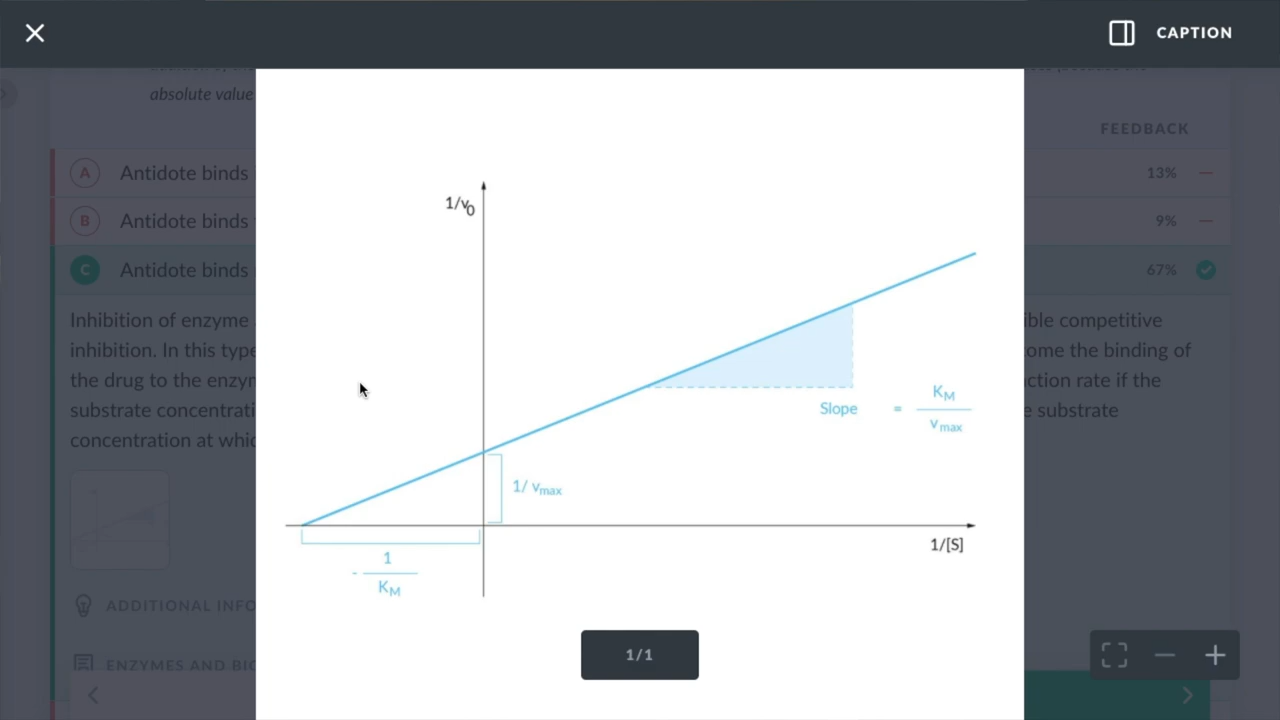 CAPTION
absolute value
FEEDBACK
A Antidote binds 13%
B Antidote binds 9%
C Antidote binds 67%
Inhibition of enzyme ible competitive
inhibition. In this type ome the binding of
the drug to the enzym ction rate if the
substrate concentrati e substrate
concentration at whic
1/v0
Slope = KM
vmax
1/ vmax
1/[S]
- 1
KM
ADDITIONAL INFO
ENZYMES AND BIO
1/1